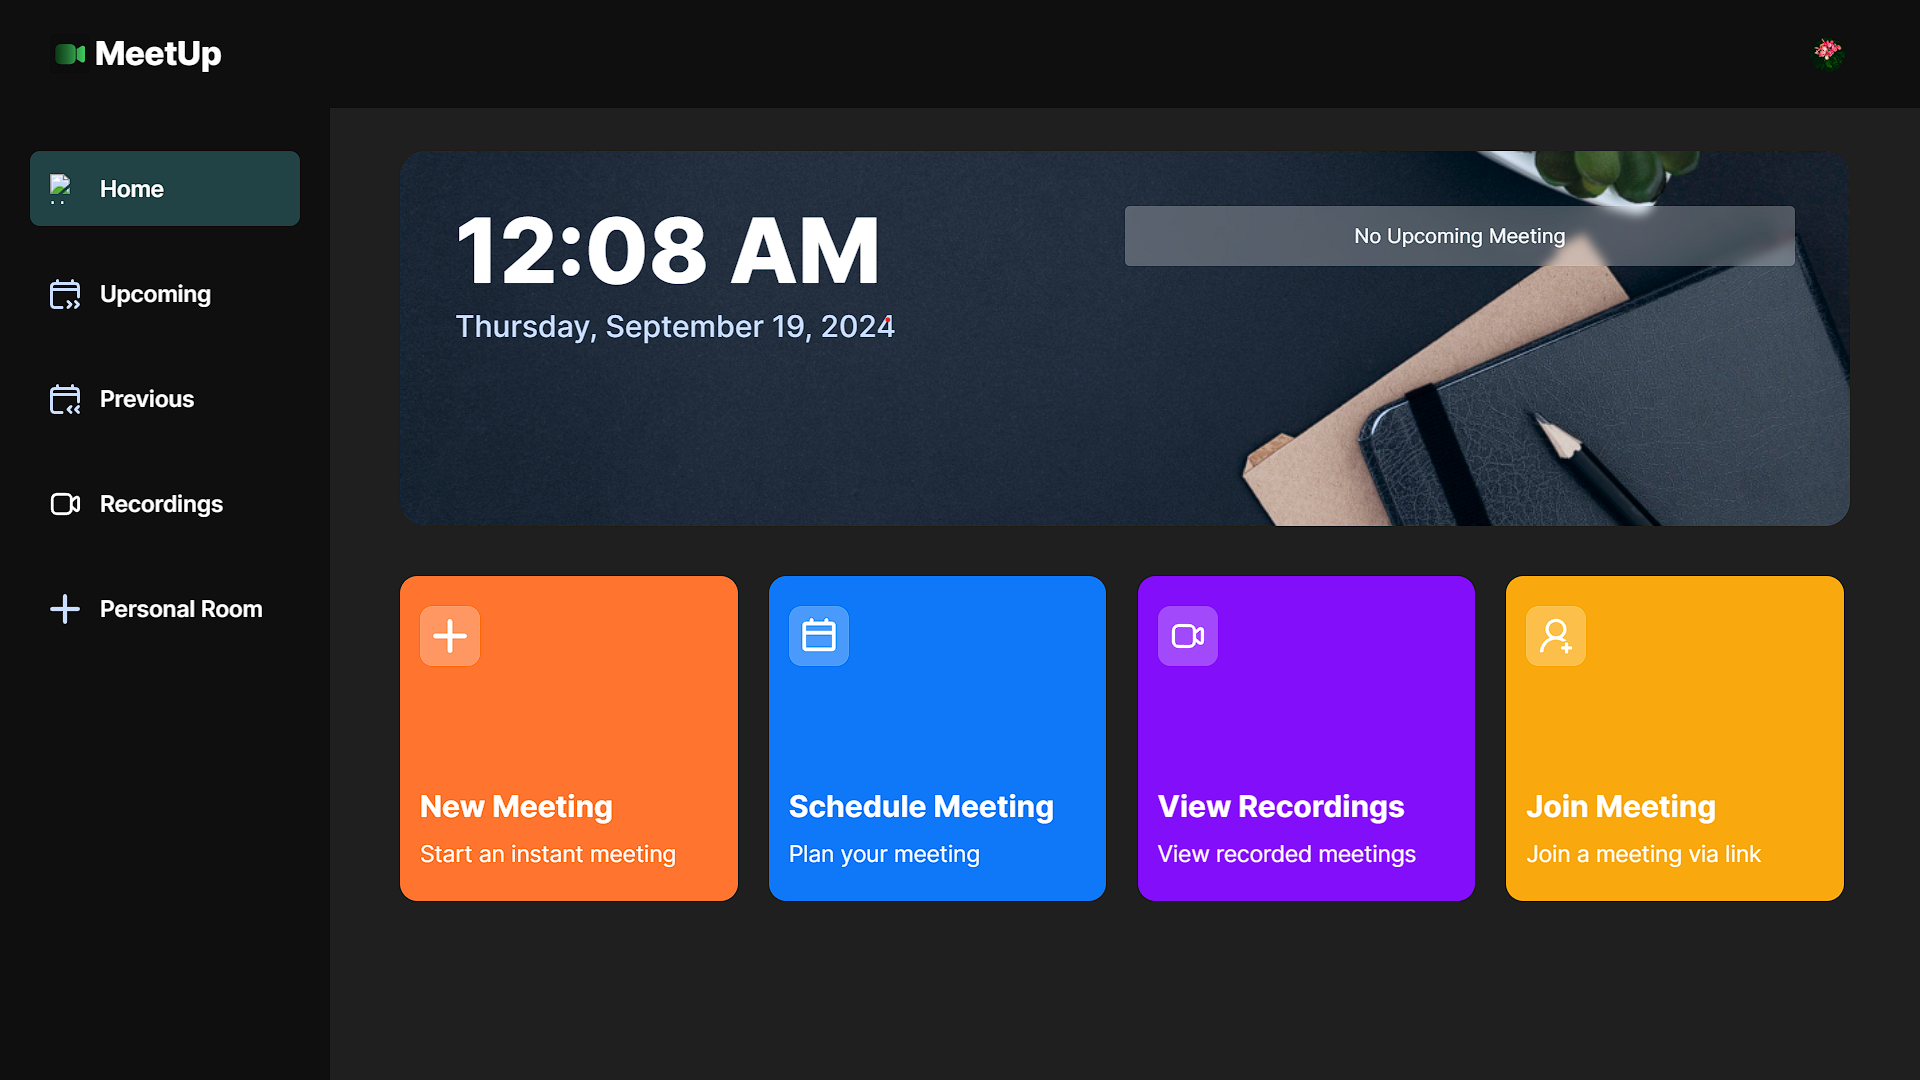 MeetUp
Home
Upcoming
Previous
Recordings
Personal Room
12:08 AM
Thursday, September 19, 2024
No Upcoming Meeting
New Meeting
Start an instant meeting
Schedule Meeting
Plan your meeting
View Recordings
View recorded meetings
Join Meeting
Join a meeting via link